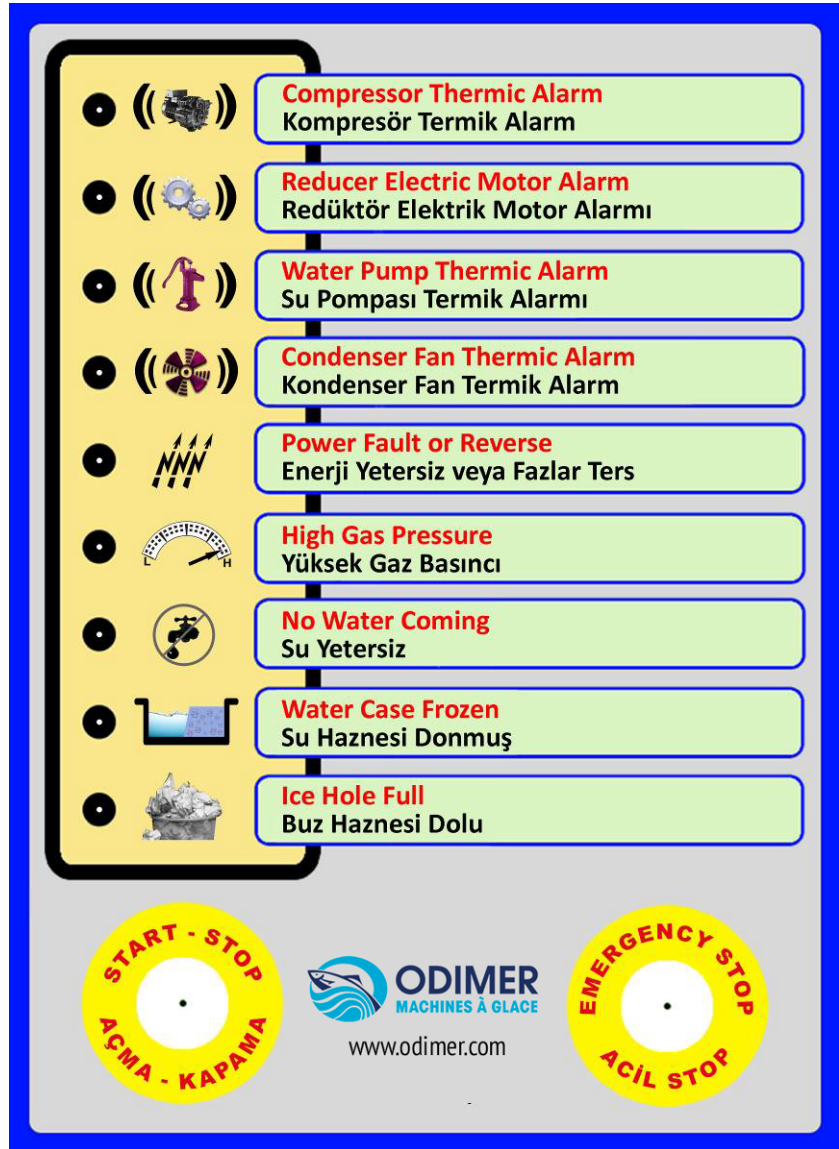 Compressor Thermic Alarm
Kompresör Termik Alarm
Reducer Electric Motor Alarm
Redüktör Elektrik Motor Alarmı
Water Pump Thermic Alarm
Su Pompası Termik Alarmı
Condenser Fan Thermic Alarm
Kondenser Fan Termik Alarm
Power Fault or Reverse
Enerji Yetersiz veya Fazlar Ters
High Gas Pressure
Yüksek Gaz Basıncı
L H
No Water Coming
Su Yetersiz
Water Case Frozen
Su Haznesi Donmuş
Ice Hole Full
Buz Haznesi Dolu
START - STOP
AÇMA - KAPAMA
ODIMER
MACHINES À GLACE
www.odimer.com
EMERGENCY STOP
ACİL STOP